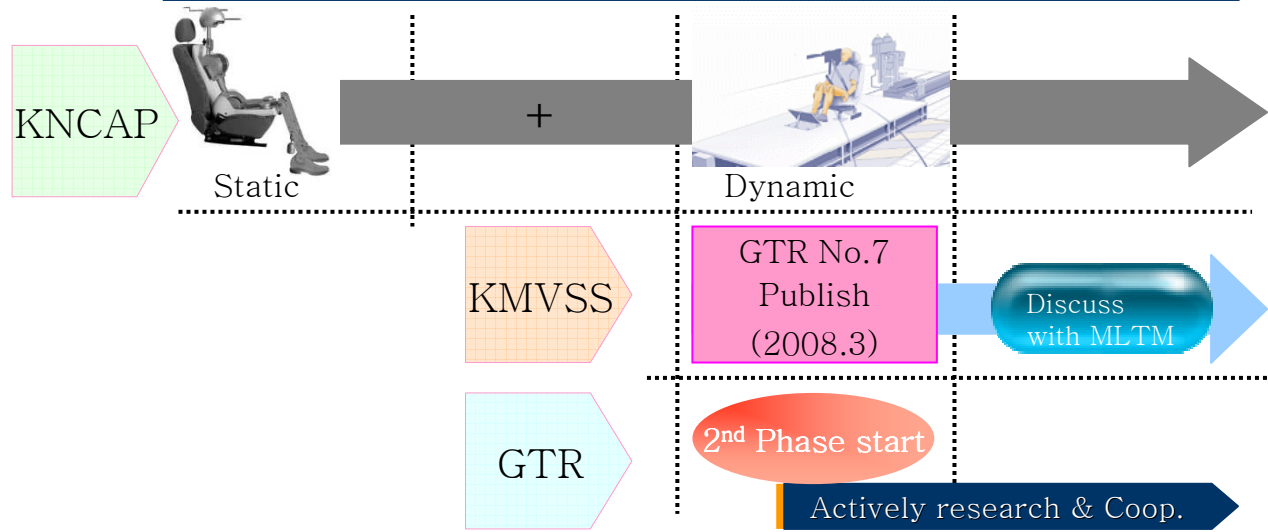 KNCAP
+
Static
Dynamic
KMVSS
GTR No.7
Publish
(2008.3)
Discuss
with MLTM
GTR
2nd Phase start
Actively research & Coop.